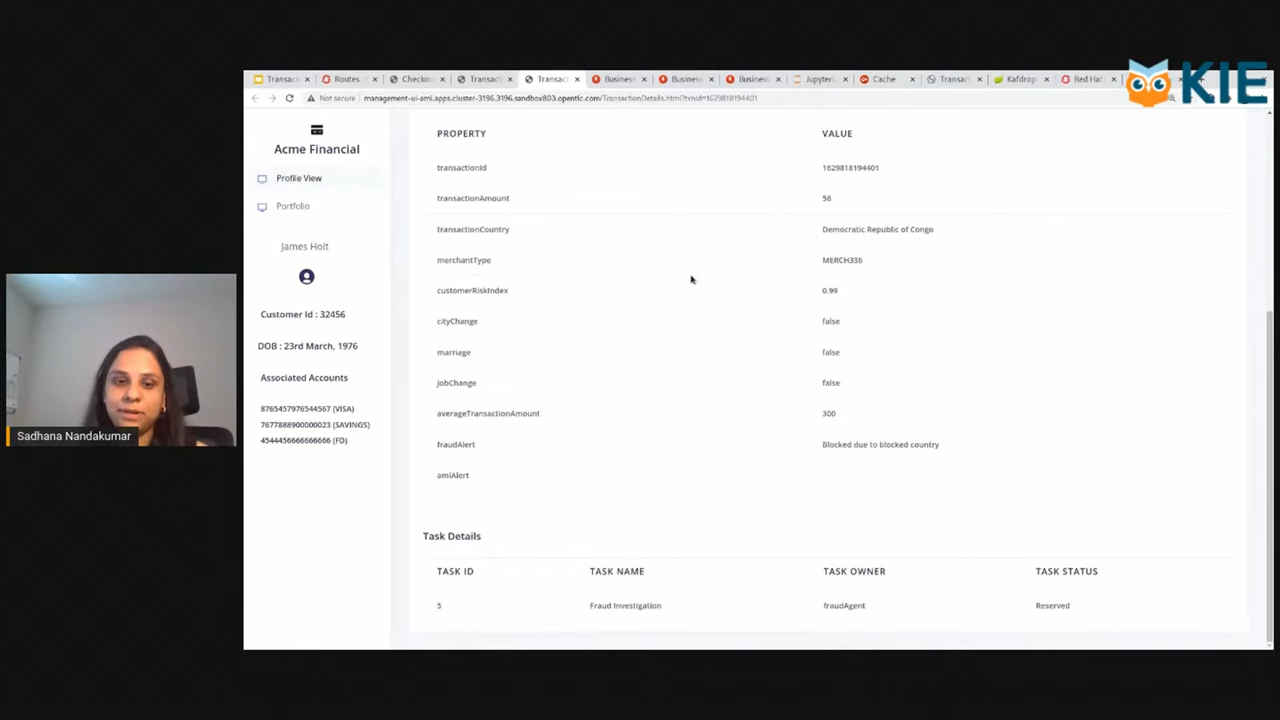 KIE
Transacti
Routes ·
Checkou
Transact
Transac
Business
Business
Business
JupyterL
Cache
Transact
Kafdrop
Red Hat
Not secure
management-ui-aml.apps.cluster-3196.3196.sandbox803.opentlc.com/TransactionDetails.html?txnid=1629818194401
Acme Financial
Profile View
Portfolio
James Holt
Customer Id : 32456
DOB : 23rd March, 1976
Associated Accounts
8765457976544567 (VISA)
7677888900000023 (SAVINGS)
4544456666666666 (FD)
PROPERTY VALUE
transactionId 1629818194401
transactionAmount 56
transactionCountry Democratic Republic of Congo
merchantType MERCH336
customerRiskIndex 0.99
cityChange false
marriage false
jobChange false
averageTransactionAmount 300
fraudAlert Blocked due to blocked country
amlAlert
Task Details
TASK ID TASK NAME TASK OWNER TASK STATUS
5 Fraud Investigation fraudAgent Reserved
Sadhana Nandakumar